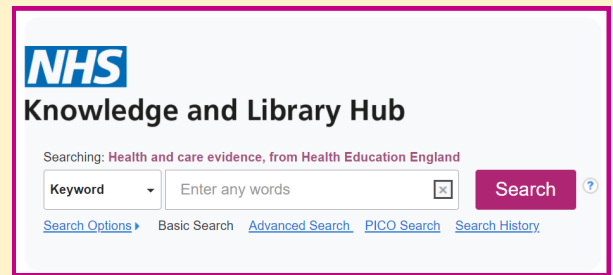 NHS
Knowledge and Library Hub
Searching: Health and care evidence, from Health Education England
Keyword Enter any words x Search ?
Search Options Basic Search Advanced Search PICO Search Search History